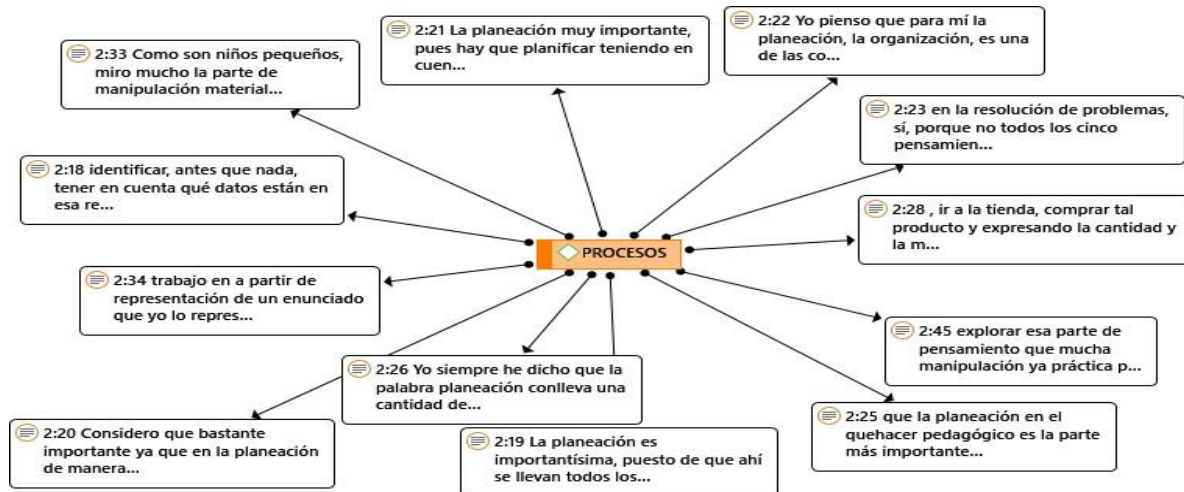 2:21 La planeación muy importante,
pues hay que planificar teniendo en
cuen...
2:22 Yo pienso que para mí la
planeación, la organización, es una
de las co...
2:33 Como son niños pequeños,
miro mucho la parte de
manipulación material...
2:23 en la resolución de problemas,
sí, porque no todos los cinco
pensamien...
2:18 identificar, antes que nada,
tener en cuenta qué datos están en
esa re...
2:28 , ir a la tienda, comprar tal
producto y expresando la cantidad y
la m...
PROCESOS
2:34 trabajo en a partir de
representación de un enunciado
que yo lo repres...
2:45 explorar esa parte de
pensamiento que mucha
manipulación ya práctica p...
2:26 Yo siempre he dicho que la
palabra planeación conlleva una
cantidad de...
2:25 que la planeación en el
quehacer pedagógico es la parte
más importante...
2:20 Considero que bastante
importante ya que en la planeación
de manera...
2:19 La planeación es
importantísima, puesto de que ahí
se llevan todos los...